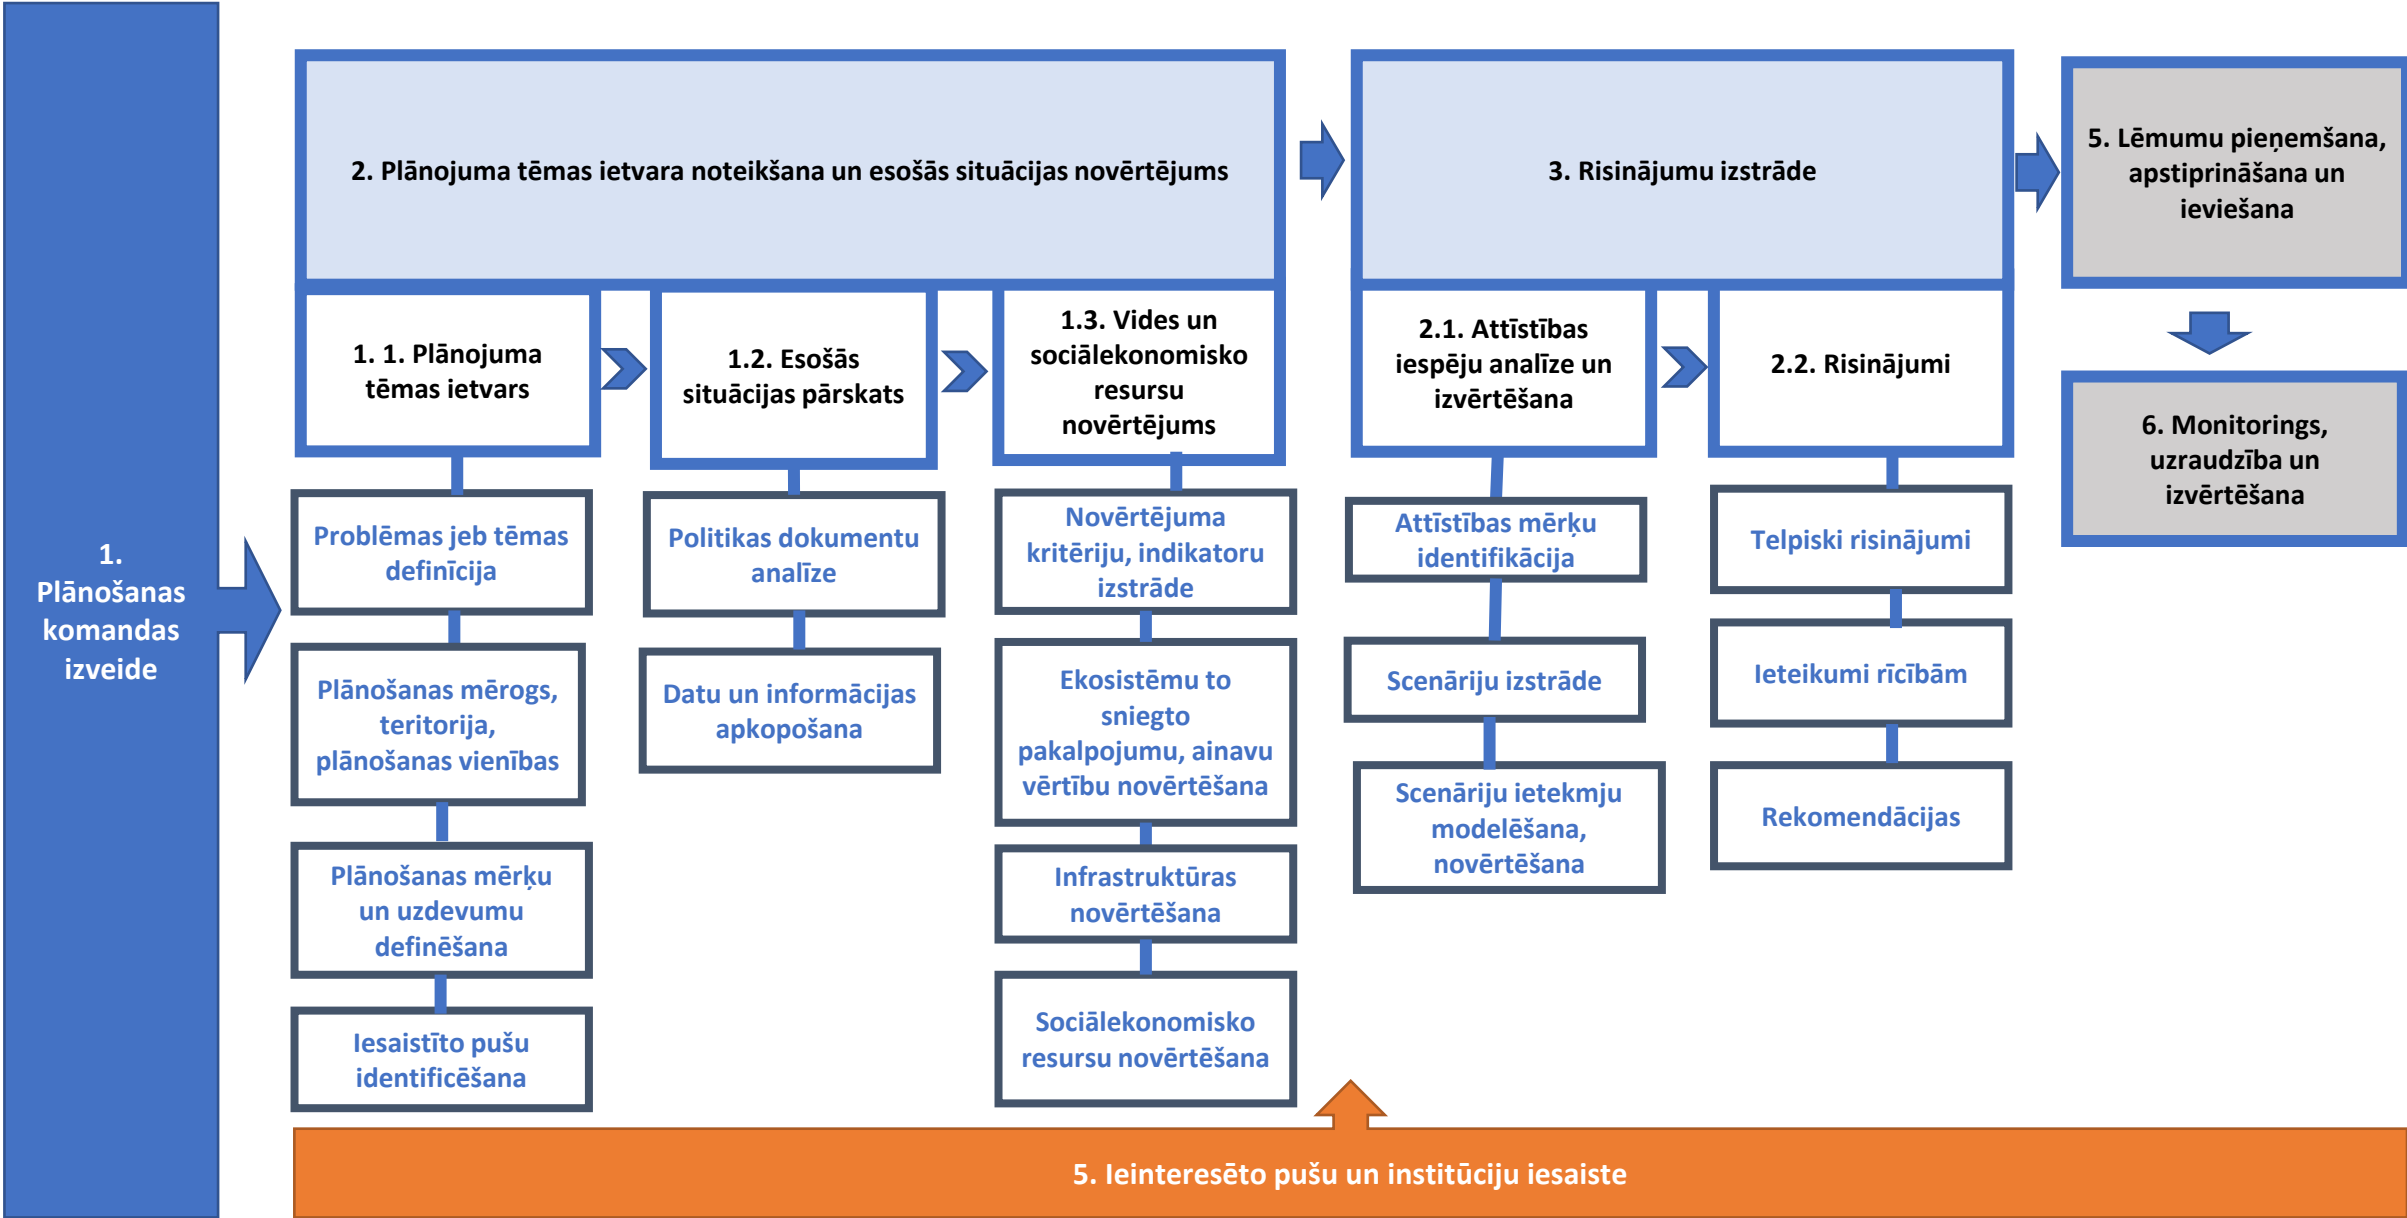 1.
Plānošanas
komandas
izveide
2. Plānojuma tēmas ietvara noteikšana un esošās situācijas novērtējums
1. 1. Plānojuma
tēmas ietvars
Problēmas jeb tēmas
definīcija
Plānošanas mērogs,
teritorija,
plānošanas vienības
Plānošanas mērķu
un uzdevumu
definēšana
Iesaistīto pušu
identificēšana
1.2. Esošās
situācijas pārskats
Politikas dokumentu
analīze
Datu un informācijas
apkopošana
1.3. Vides un
sociālekonomisko
resursu
novērtējums
Novērtējuma
kritēriju, indikatoru
izstrāde
Ekosistēmu to
sniegto
pakalpojumu, ainavu
vērtību novērtēšana
Infrastruktūras
novērtēšana
Sociālekonomisko
resursu novērtēšana
3. Risinājumu izstrāde
2.1. Attīstības
iespēju analīze un
izvērtēšana
Attīstības mērķu
identifikācija
Scenāriju izstrāde
Scenāriju ietekmju
modelēšana,
novērtēšana
2.2. Risinājumi
Telpiski risinājumi
Ieteikumi rīcībām
Rekomendācijas
5. Lēmumu pieņemšana,
apstiprināšana un
ieviešana
6. Monitorings,
uzraudzība un
izvērtēšana
5. Ieinteresēto pušu un institūciju iesaiste